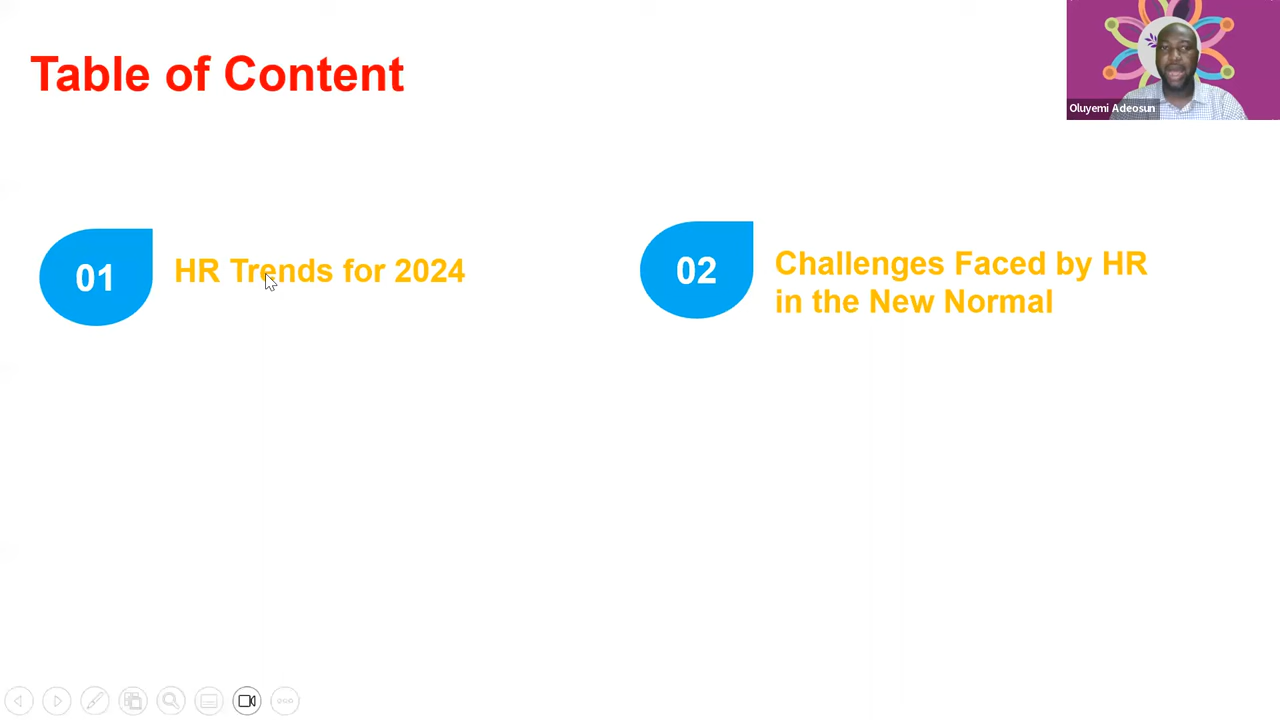 Table of Content
Oluyemi Adeosun
01
HR Trends for 2024
02
Challenges Faced by HR
in the New Normal